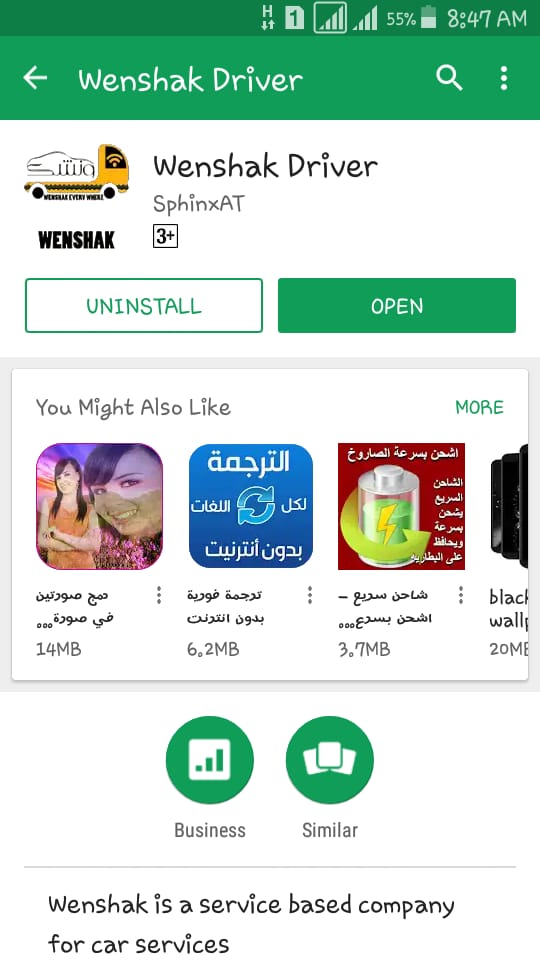 H 1 55% 8:47 AM
Wenshak Driver
ونشك
WENSHAK EVERY WHERE
WENSHAK
Wenshak Driver
SphinxAT
3+
UNINSTALL
OPEN
You Might Also Like
MORE
الترجمة
لكل اللغات
بدون أنترنيت
اشحن بسرعة الصاروخ
الشاحن
السريع
يشحن
بسرعة
ويحافظ
على البطارية
دمج صورتين
في صورة...
14MB
ترجمة فورية
بدون انترنت
6.2MB
شاحن سريع –
اشحن بسرع...
3.7MB
black
wallp
20MB
Business
Similar
Wenshak is a service based company
for car services